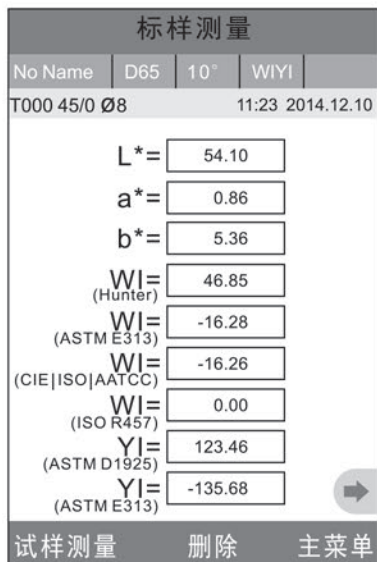 标样测量
No Name D65 10° WIYI
T000 45/0 Ø8 11:23 2014.12.10
L*= 54.10
a*= 0.86
b*= 5.36
WI= 46.85
(Hunter)
WI= -16.28
(ASTM E313)
WI= -16.26
(CIE|ISO|AATCC)
WI= 0.00
(ISO R457)
YI= 123.46
(ASTM D1925)
YI= -135.68
(ASTM E313)
试样测量 删除 主菜单